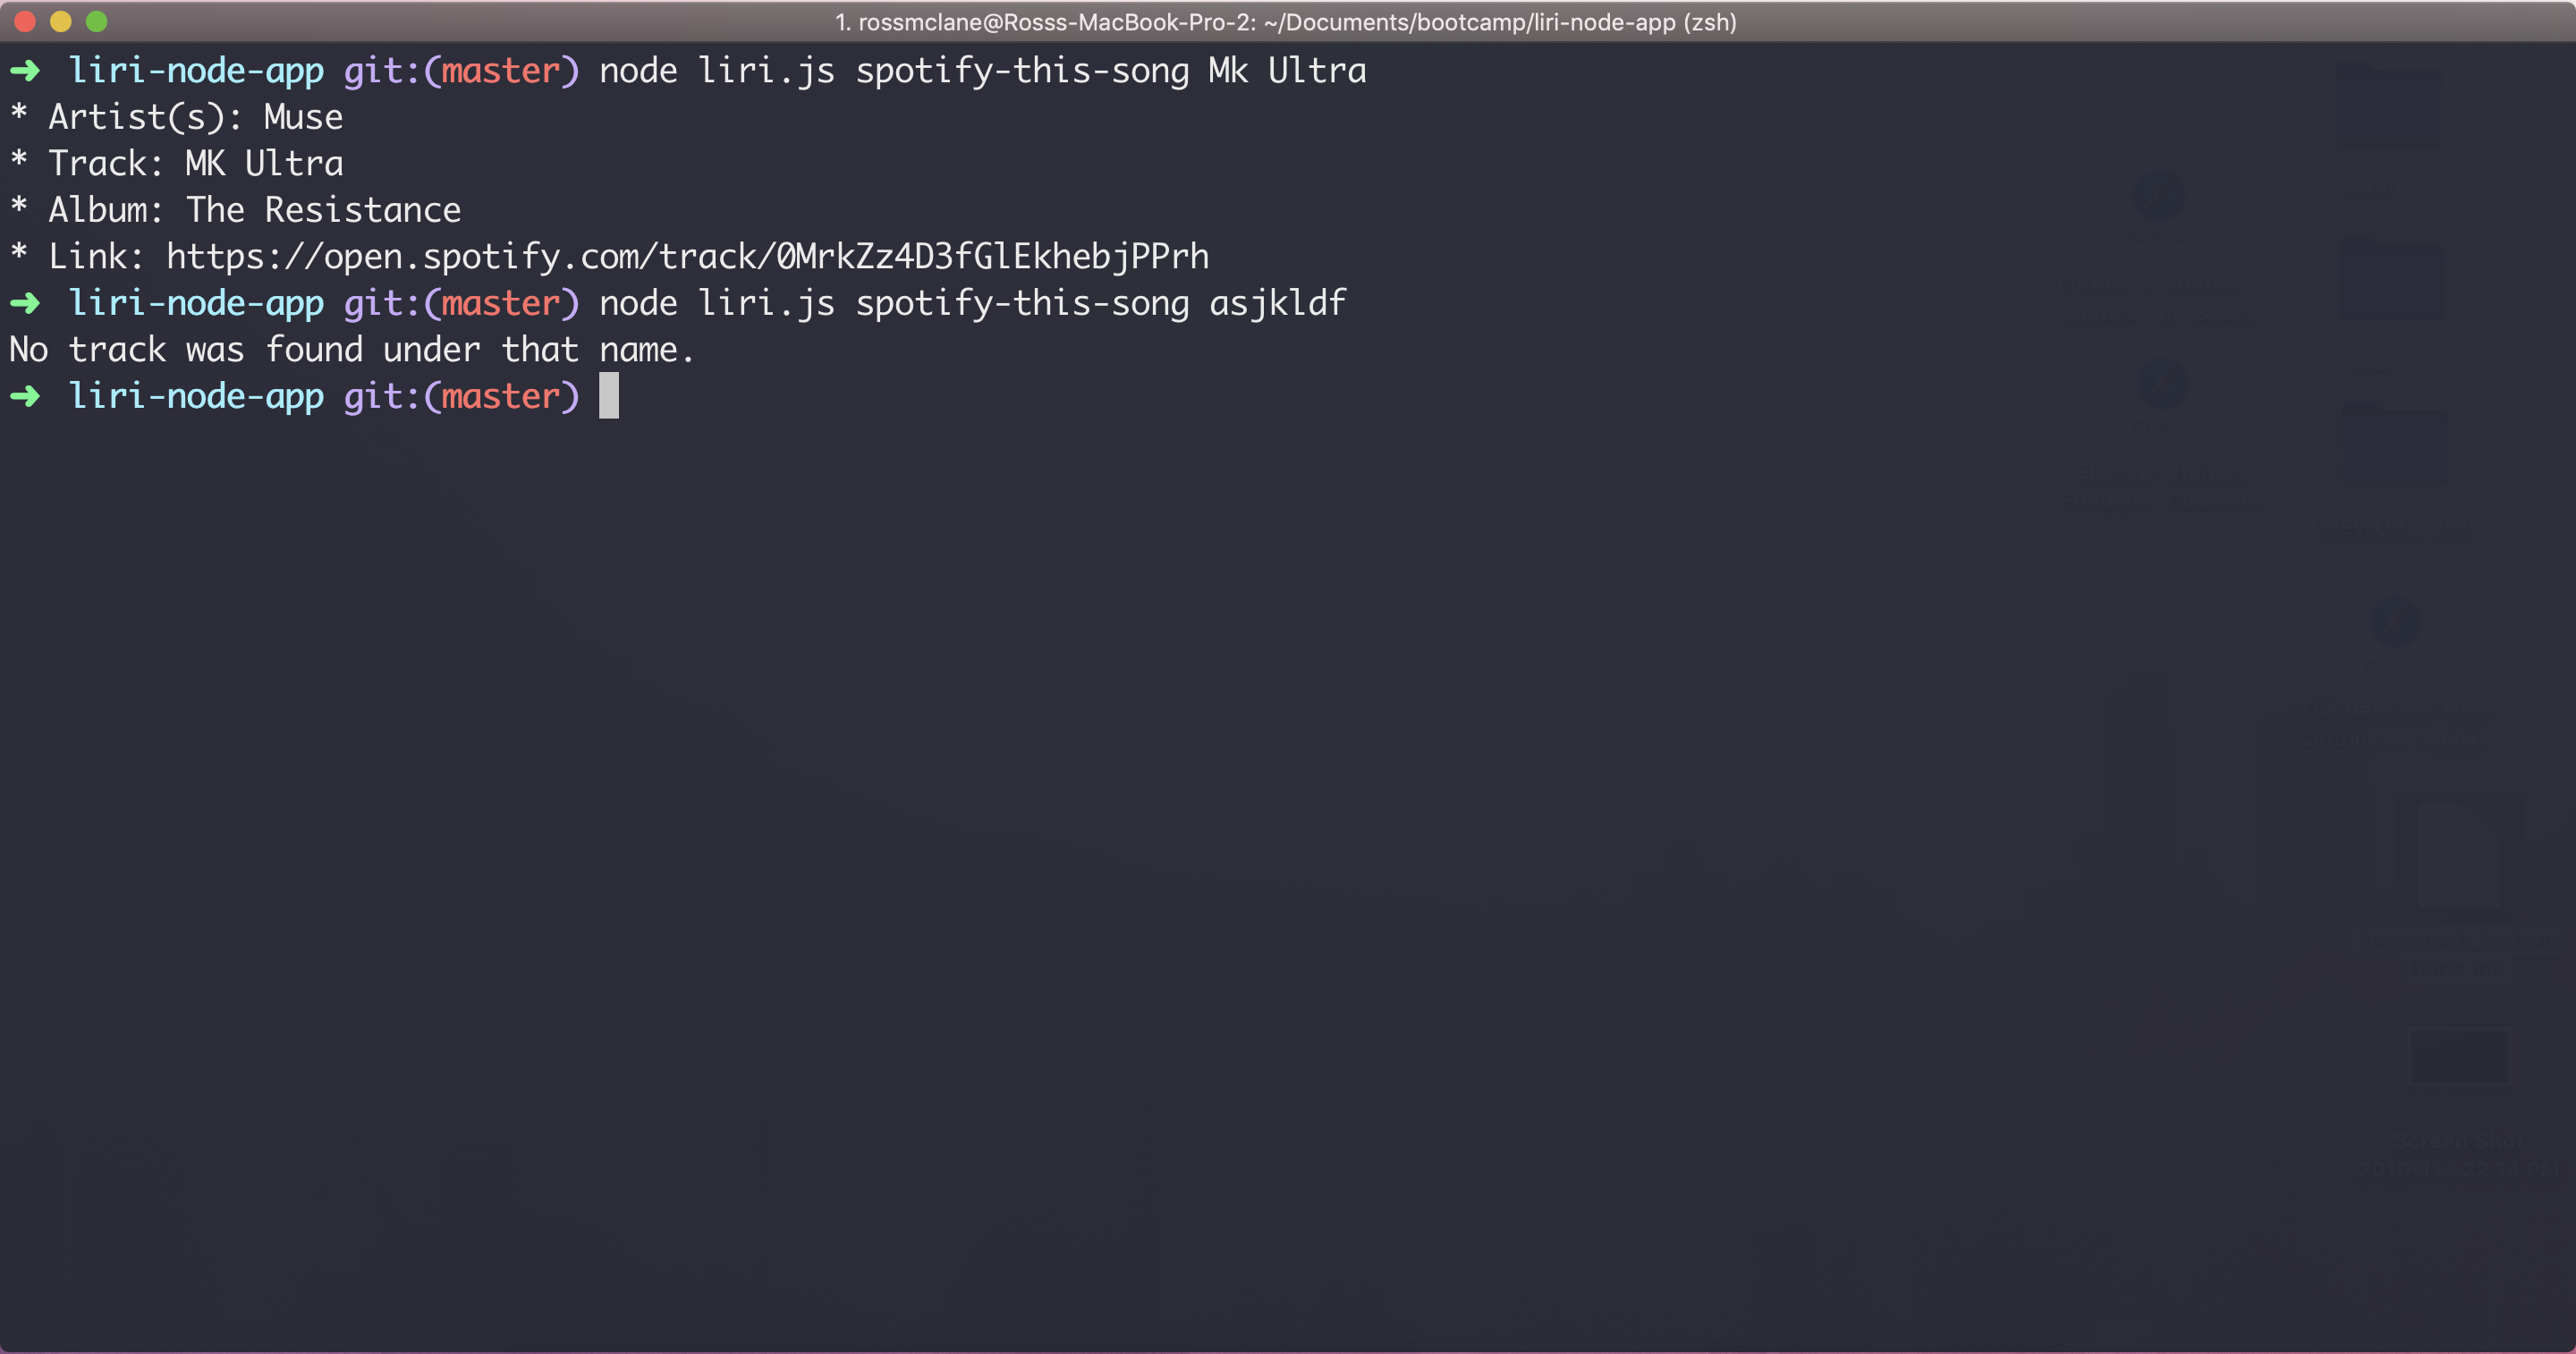 1. rossmclane@Rosss-MacBook-Pro-2: ~/Documents/bootcamp/liri-node-app (zsh)
➜ liri-node-app git:(master) node liri.js spotify-this-song Mk Ultra
* Artist(s): Muse
* Track: MK Ultra
* Album: The Resistance
* Link: https://open.spotify.com/track/0MrkZz4D3fGlEkhebjPPrh
➜ liri-node-app git:(master) node liri.js spotify-this-song asjkldf
No track was found under that name.
➜ liri-node-app git:(master)
Screen Shot